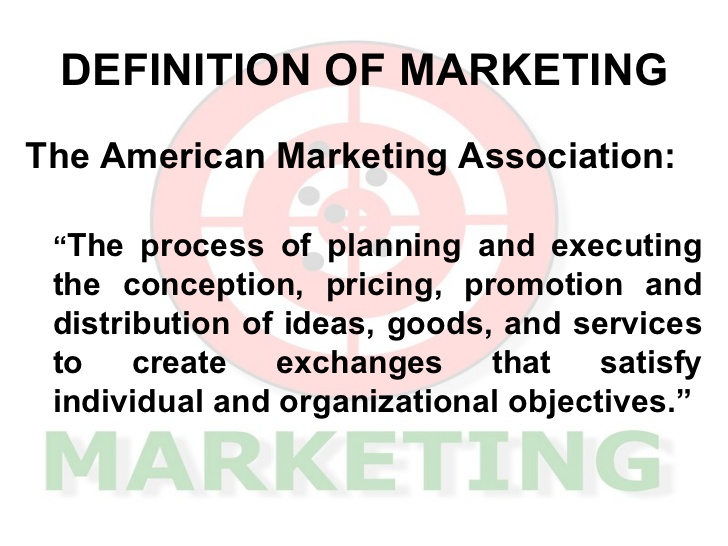 DEFINITION OF MARKETING
The American Marketing Association:
“The process of planning and executing
the conception, pricing, promotion and
distribution of ideas, goods, and services
to create exchanges that satisfy
individual and organizational objectives.”
MARKETING